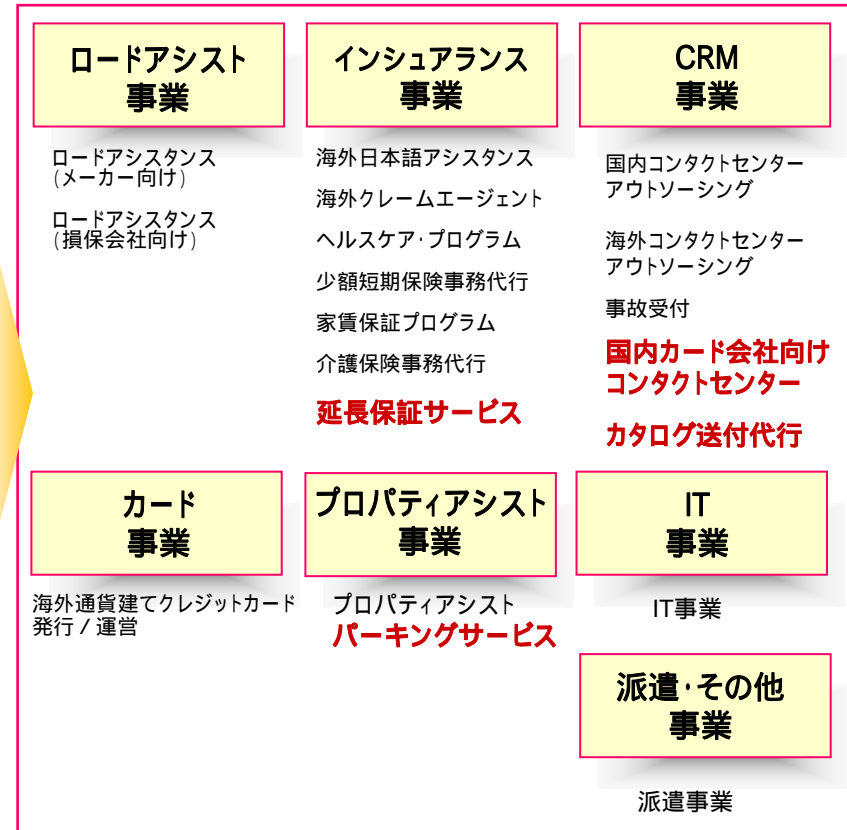 ロードアシスト
事業
ロードアシスタンス
(メーカー向け)
ロードアシスタンス
(損保会社向け)
インシュアランス
事業
海外日本語アシスタンス
海外クレームエージェント
ヘルスケア･プログラム
少額短期保険事務代行
家賃保証プログラム
介護保険事務代行
延長保証サービス
CRM
事業
国内コンタクトセンター
アウトソーシング
海外コンタクトセンター
アウトソーシング
事故受付
国内カード会社向け
コンタクトセンター
カタログ送付代行
カード
事業
海外通貨建てクレジットカード
発行 / 運営
プロパティアシスト
事業
プロパティアシスト
パーキングサービス
IT
事業
IT事業
派遣･その他
事業
派遣事業